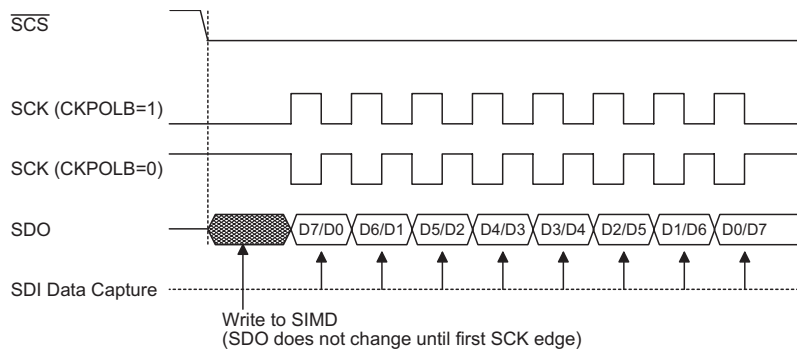 SCS
SCK (CKPOLB=1)
SCK (CKPOLB=0)
SDO
D7/D0 D6/D1 D5/D2 D4/D3 D3/D4 D2/D5 D1/D6 D0/D7
SDI Data Capture
Write to SIMD
(SDO does not change until first SCK edge)